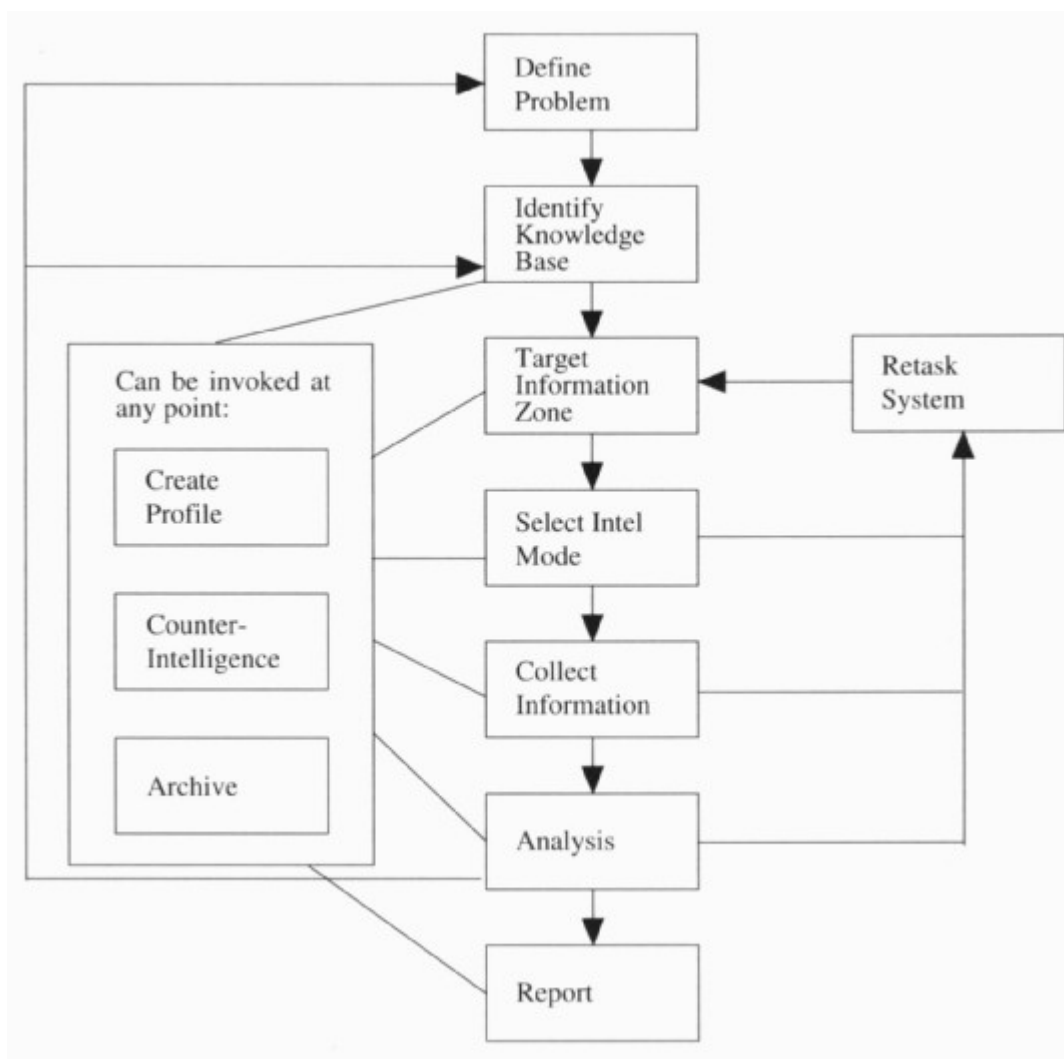 Define
Problem
Identify
Knowledge
Base
Target
Information
Zone
Retask
System
Can be invoked at
any point:
Create
Profile
Select Intel
Mode
Counter-
Intelligence
Collect
Information
Archive
Analysis
Report